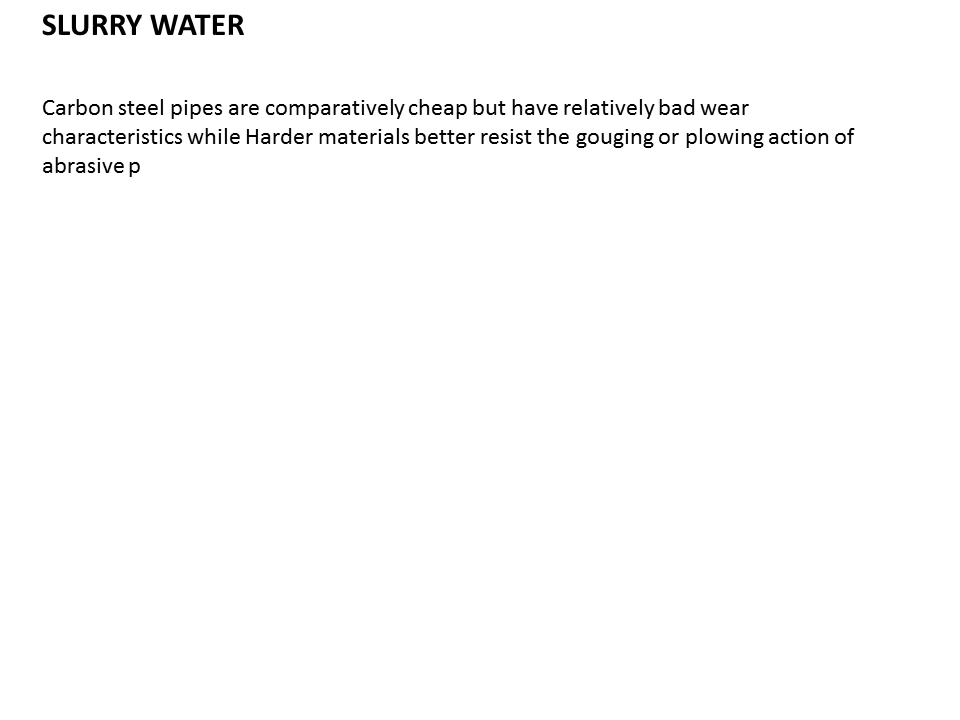 SLURRY WATER
Carbon steel pipes are comparatively cheap but have relatively bad wear
characteristics while Harder materials better resist the gouging or plowing action of
abrasive p